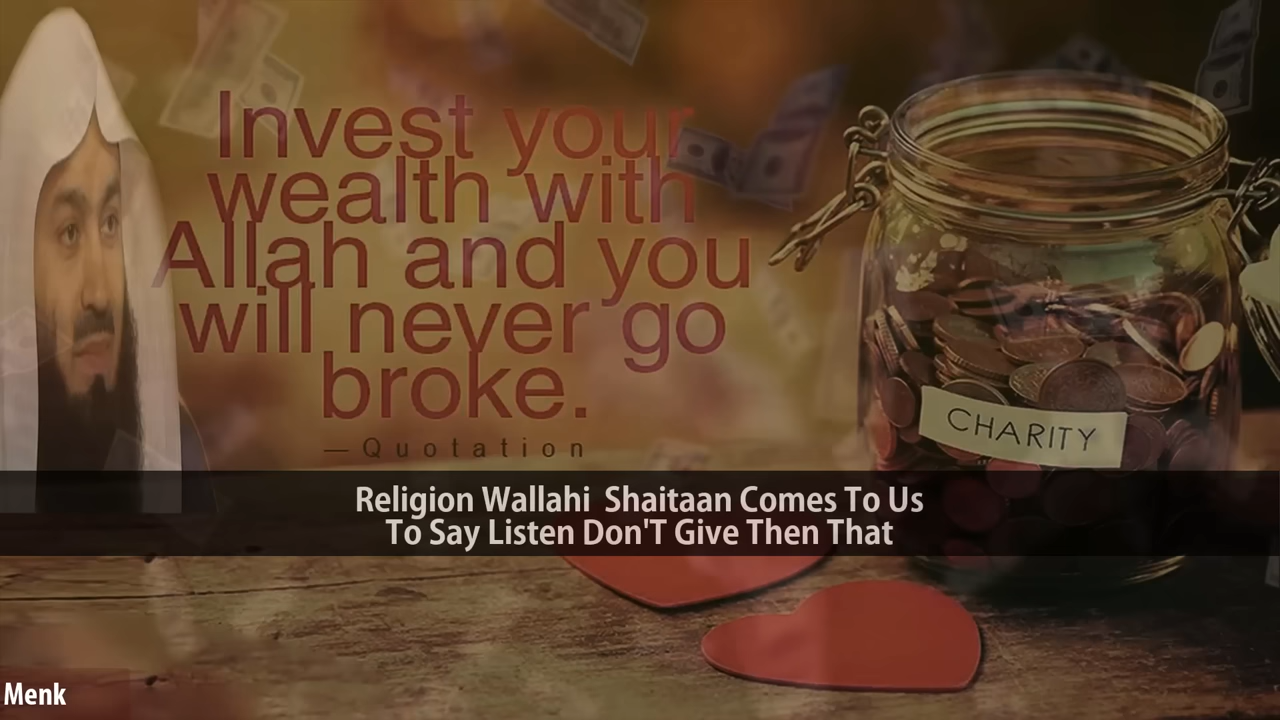 Invest your
wealth with
Allah and you
will never go
broke.
— Quotation
CHARITY
Religion Wallahi  Shaitaan Comes To Us
To Say Listen Don'T Give Then That
Menk